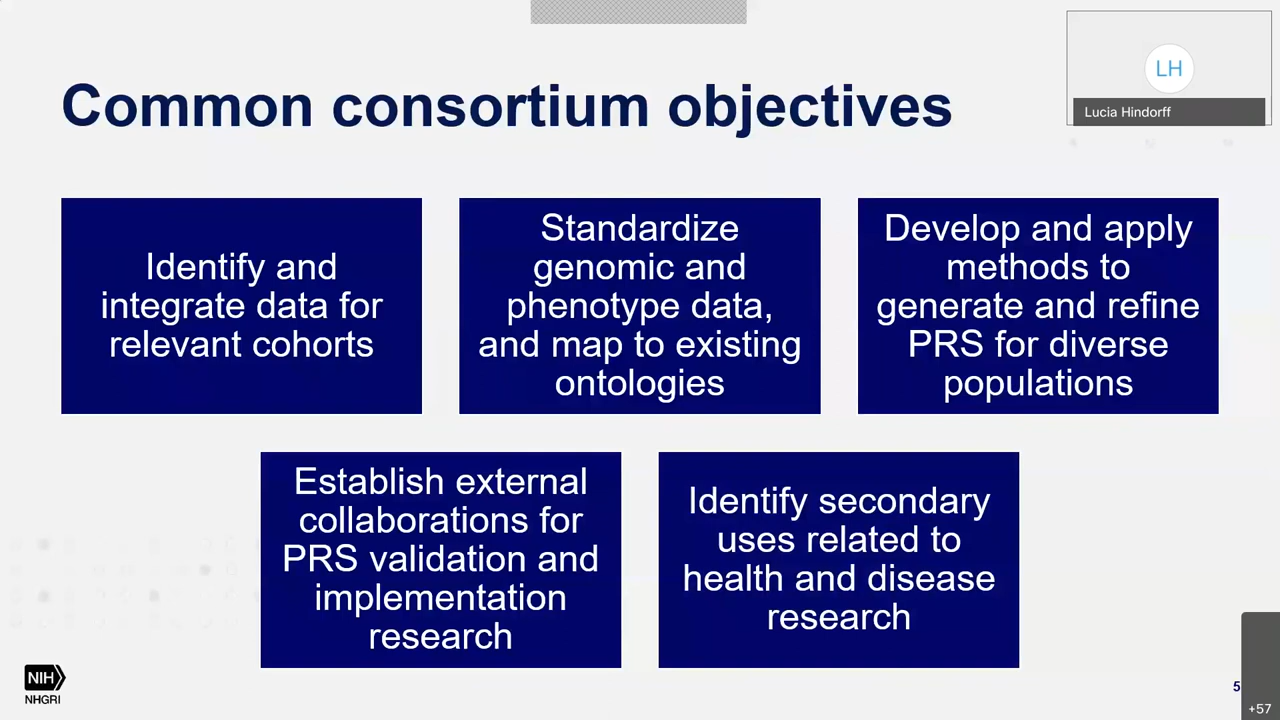 LH
Lucia Hindorff
Common consortium objectives
Identify and
integrate data for
relevant cohorts
Standardize
genomic and
phenotype data,
and map to existing
ontologies
Develop and apply
methods to
generate and refine
PRS for diverse
populations
Establish external
collaborations for
PRS validation and
implementation
research
Identify secondary
uses related to
health and disease
research
NIH
NHGRI
5
+57